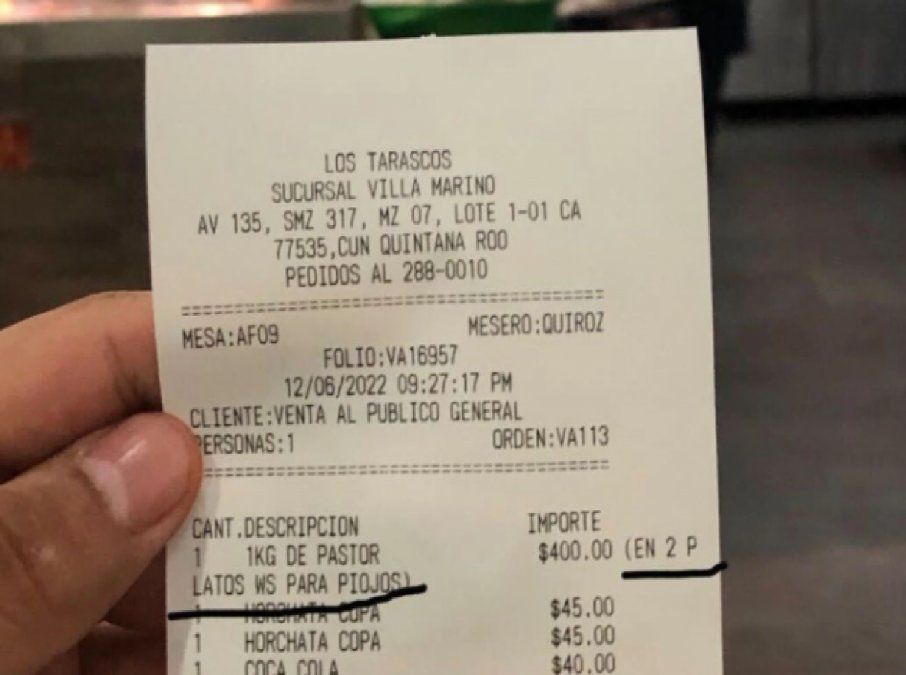 LOS TARASCOS
SUCURSAL VILLA MARINO
AV 135, SMZ 317, MZ 07, LOTE 1-01 CA
77535,CUN QUINTANA ROO
PEDIDOS AL 288-0010
MESA:AF09 MESERO:QUIROZ
FOLIO:VA16957
12/06/2022 09:27:17 PM
CLIENTE:VENTA AL PUBLICO GENERAL
PERSONAS:1 ORDEN:VA113
CANT.DESCRIPCION IMPORTE
1 1KG DE PASTOR $400.00 (EN 2 P
LATOS WS PARA PIOJOS)
1 HORCHATA COPA $45.00
1 HORCHATA COPA $45.00
1 COCA COLA $40.00